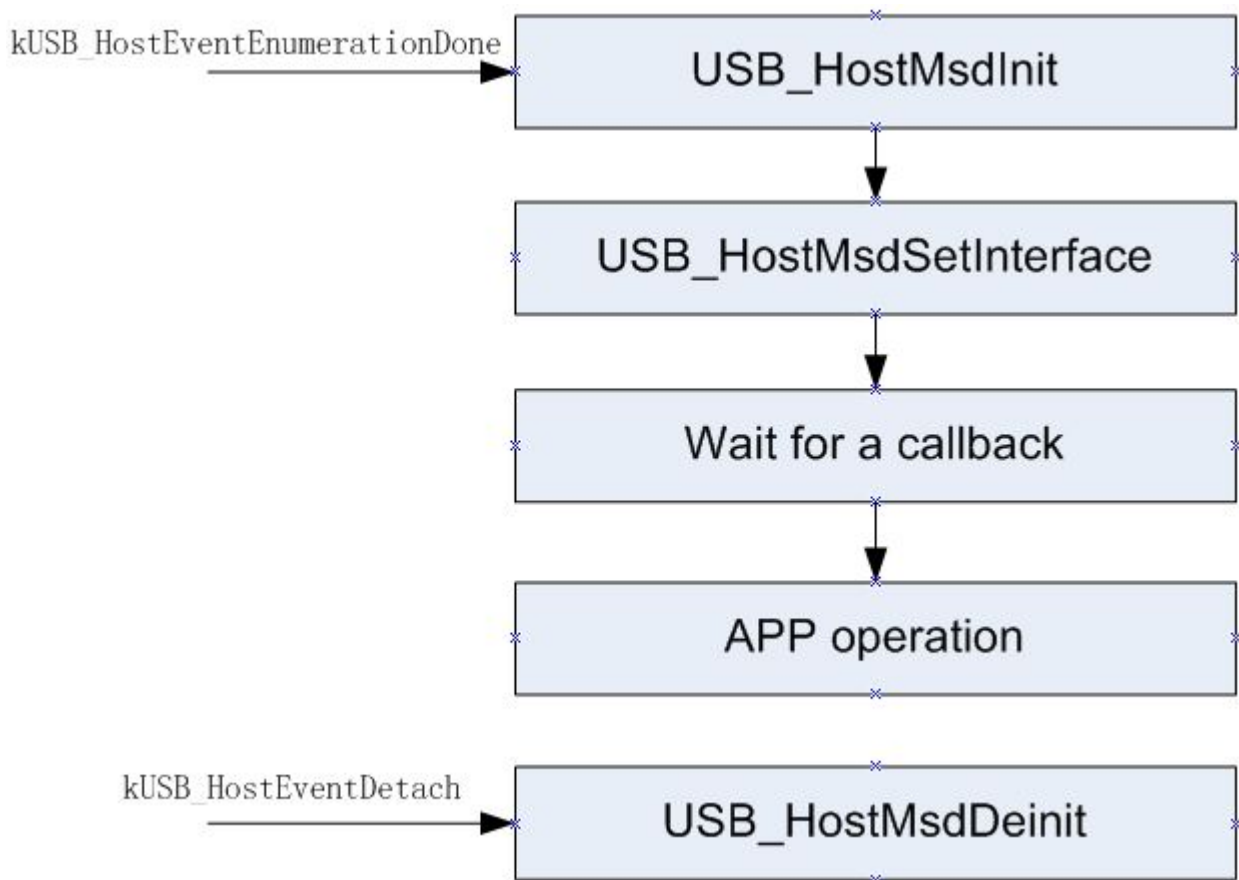 kUSB_HostEventEnumerationDone
USB_HostMsdInit
USB_HostMsdSetInterface
Wait for a callback
APP operation
kUSB_HostEventDetach
USB_HostMsdDeinit